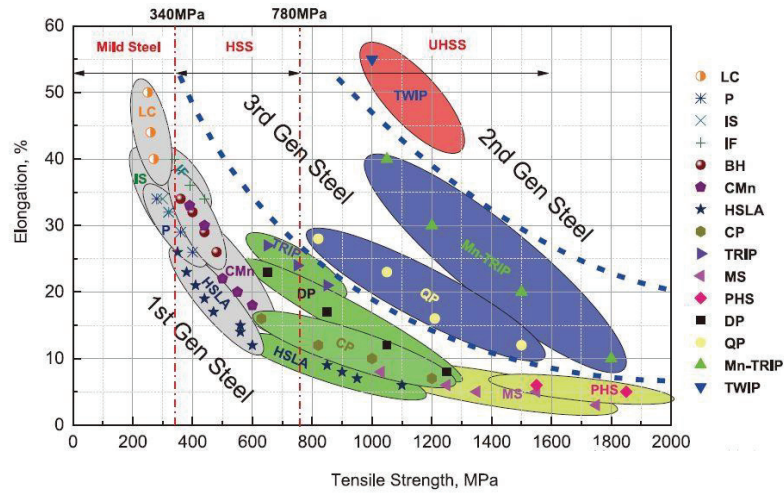 340MPa 780MPa
60
50
40
30
20
10
0
Elongation, %
Mild Steel HSS UHSS
TWIP
LC
IF
IS
P
CMn
HSLA
TRIP
DP
CP
HSLA
QP
Mn-TRIP
MS
PHS
1st Gen Steel
3rd Gen Steel
2nd Gen Steel
0 200 400 600 800 1000 1200 1400 1600 1800 2000
Tensile Strength, MPa
LC
P
IS
IF
BH
CMn
HSLA
CP
TRIP
MS
PHS
DP
QP
Mn-TRIP
TWIP